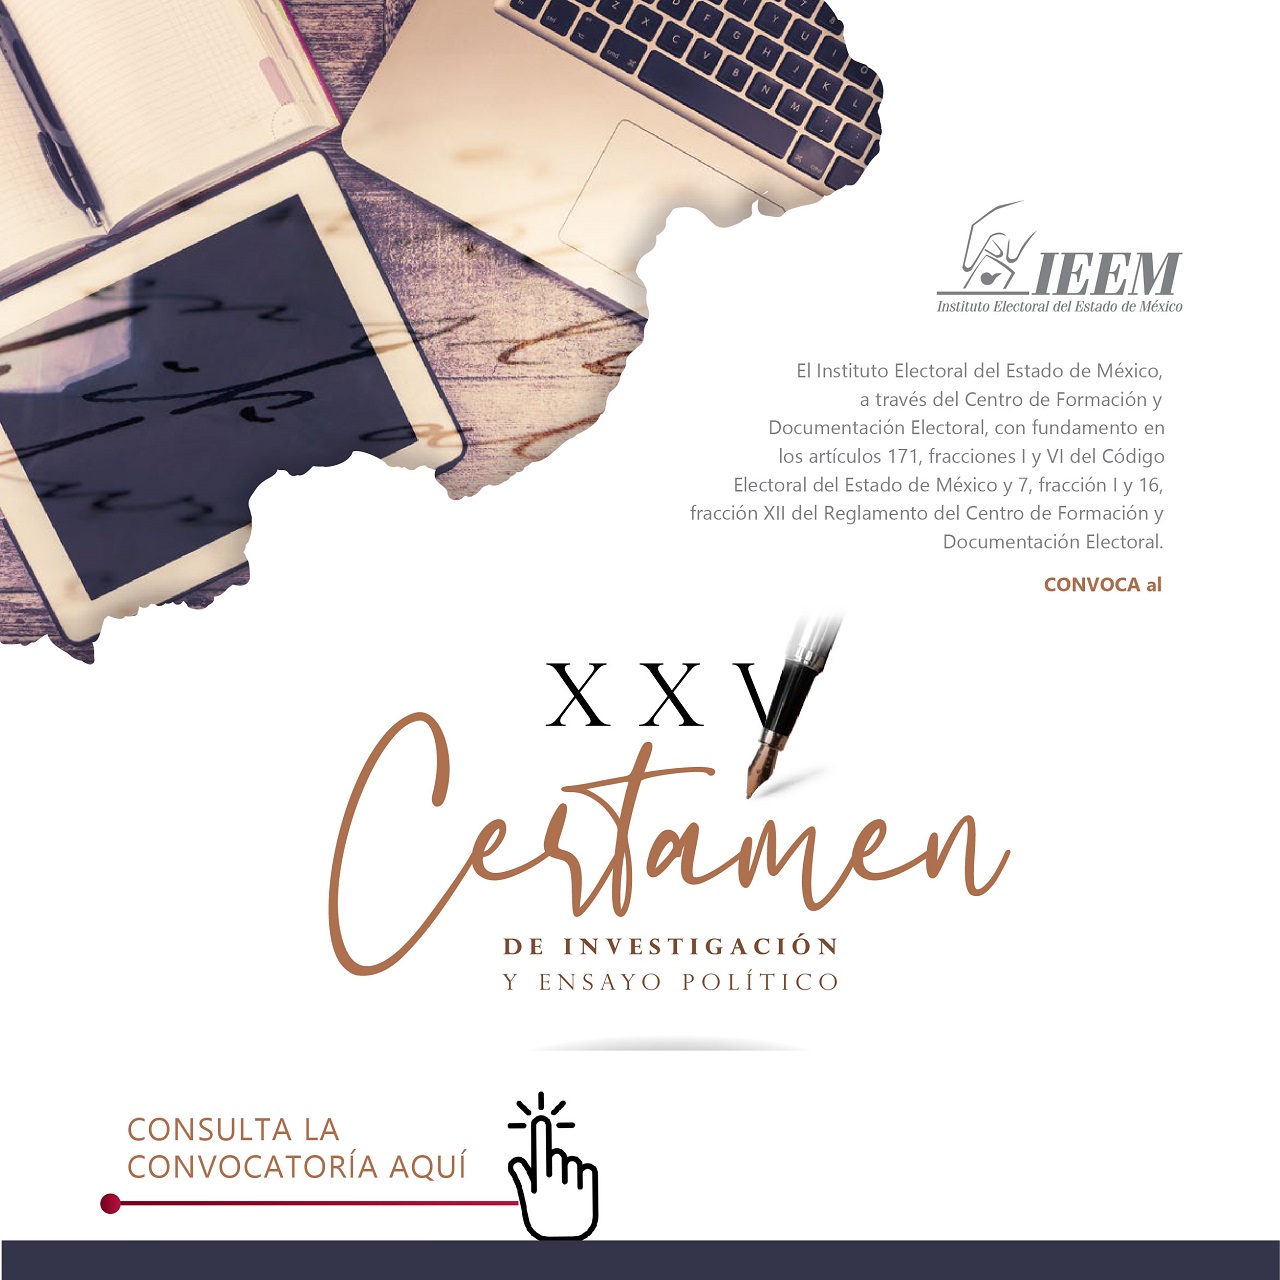 IEEM
Instituto Electoral del Estado de México
El Instituto Electoral del Estado de México,
a través del Centro de Formación y
Documentación Electoral, con fundamento en
los artículos 171, fracciones I y VI del Código
Electoral del Estado de México y 7, fracción I y 16,
fracción XII del Reglamento del Centro de Formación y
Documentación Electoral.
CONVOCA al
XXV
Certamen
DE INVESTIGACIÓN
Y ENSAYO POLÍTICO
CONSULTA LA
CONVOCATORÍA AQUÍ